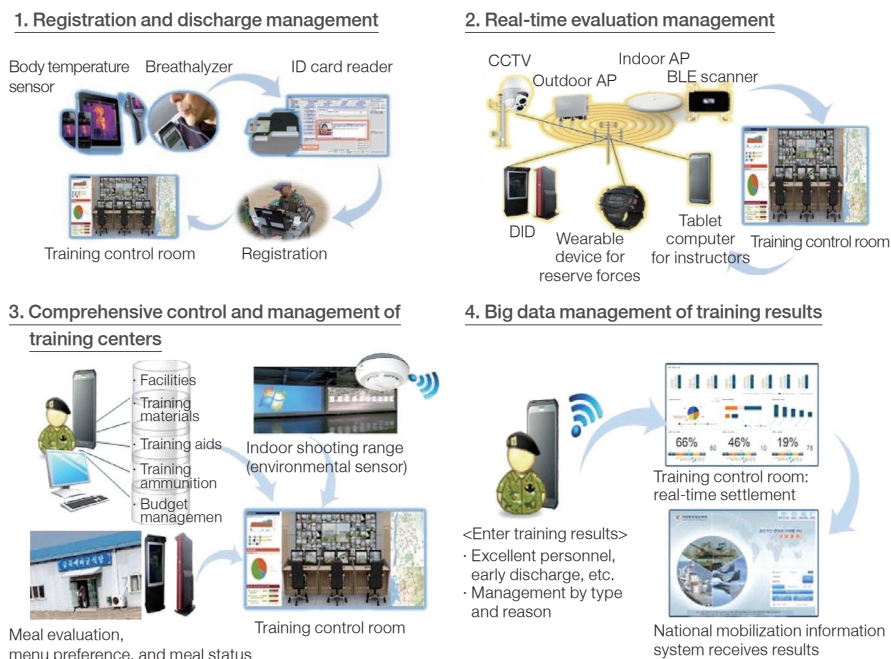 1. Registration and discharge management
Body temperature
sensor
Breathalyzer
ID card reader
Training control room
Registration
2. Real-time evaluation management
CCTV
Outdoor AP
Indoor AP
BLE scanner
DID
Wearable
device for
reserve forces
Tablet
computer
for instructors
Training control room
3. Comprehensive control and management of
training centers
· Facilities
· Training
materials
· Training aids
· Training
ammunition
· Budget
managemen
Indoor shooting range
(environmental sensor)
Meal evaluation,
menu preference, and meal status
Training control room
4. Big data management of training results
<Enter training results>
· Excellent personnel,
early discharge, etc.
· Management by type
and reason
66%
46%
19%
Training control room:
real-time settlement
National mobilization information
system receives results